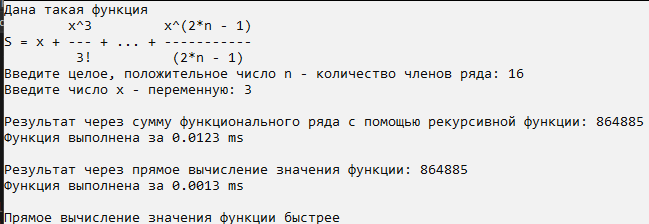 Дана такая функция
        x^3         x^(2*n - 1)
S = x + --- + ... + -----------
         3!          (2*n - 1)
Введите целое, положительное число n - количество членов ряда: 16
Введите число x - переменную: 3
Результат через сумму функционального ряда с помощью рекурсивной функции: 864885
Функция выполнена за 0.0123 ms
Результат через прямое вычисление значения функции: 864885
Функция выполнена за 0.0013 ms
Прямое вычисление значения функции быстрее